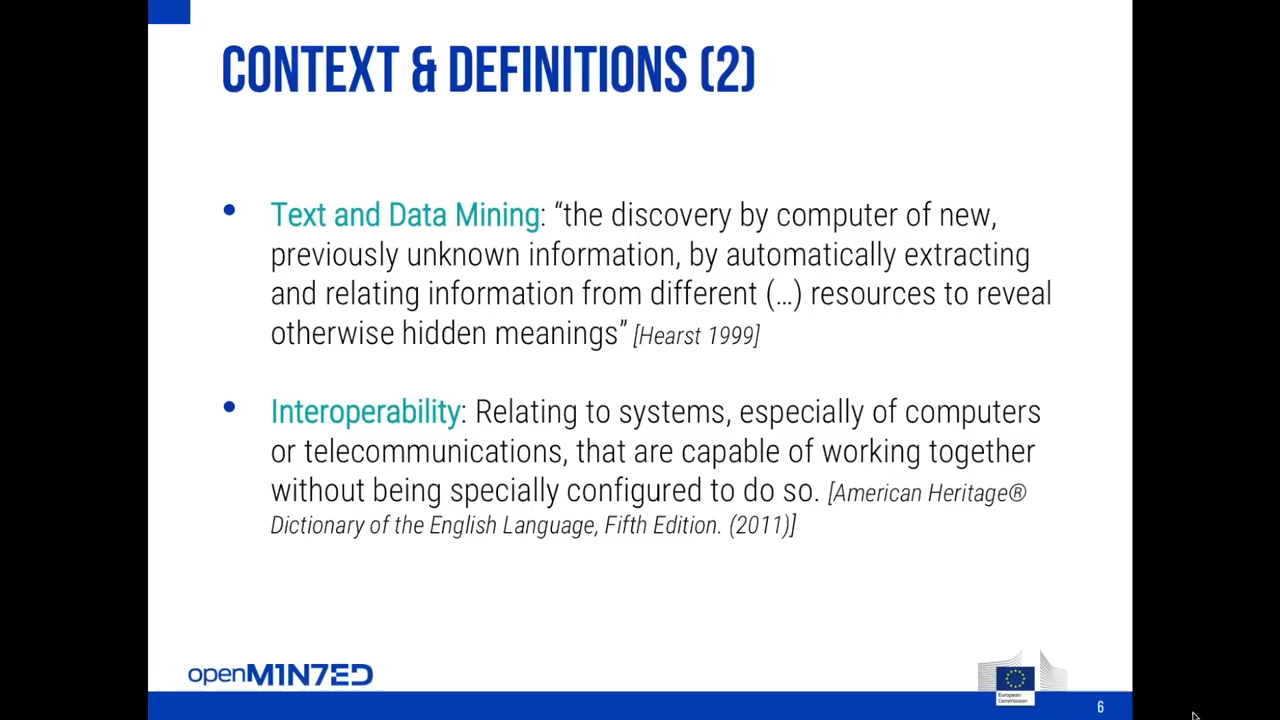 CONTEXT & DEFINITIONS (2)
• Text and Data Mining: “the discovery by computer of new,
previously unknown information, by automatically extracting
and relating information from different (…) resources to reveal
otherwise hidden meanings” [Hearst 1999]
• Interoperability: Relating to systems, especially of computers
or telecommunications, that are capable of working together
without being specially configured to do so. [American Heritage®
Dictionary of the English Language, Fifth Edition. (2011)]
openM1N7ED
European
Commission
6